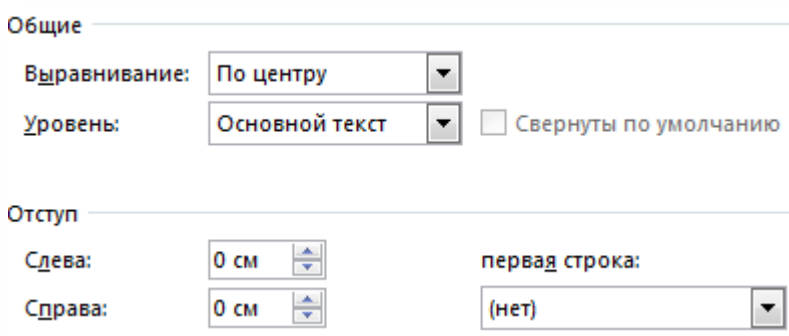 Общие
Выравнивание: По центру
Уровень: Основной текст Свернуты по умолчанию
Отступ
Слева: 0 см первая строка:
Справа: 0 см (нет)